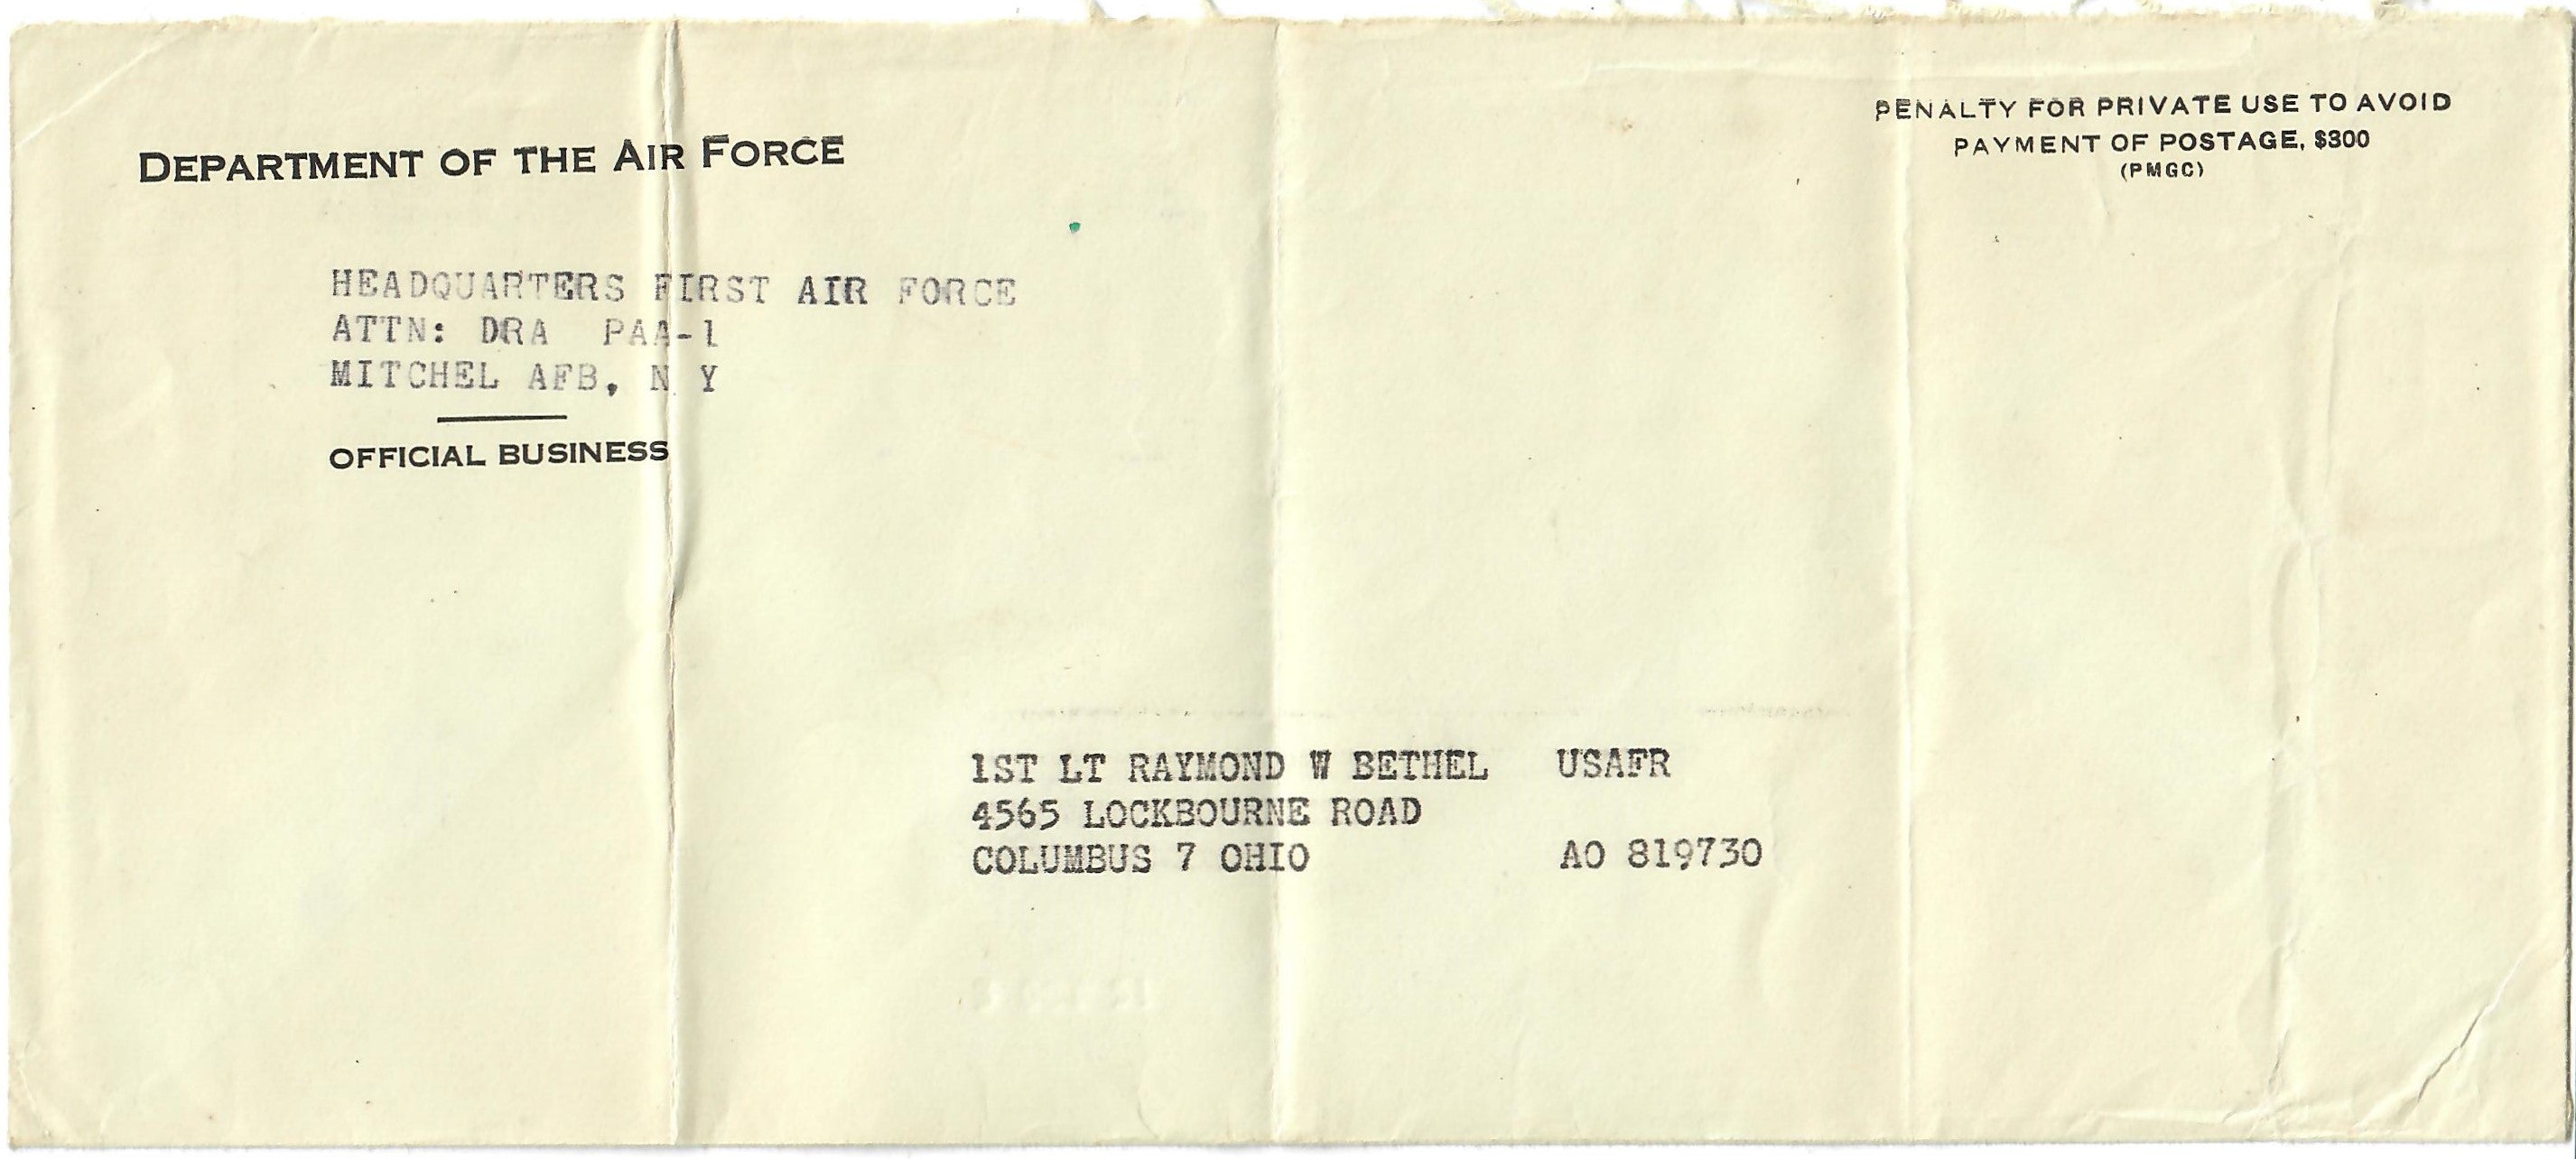 DEPARTMENT OF THE AIR FORCE
HEADQUARTERS FIRST AIR FORCE
ATTN: DRA PAA-1
MITCHEL AFB, N Y
OFFICIAL BUSINESS
PENALTY FOR PRIVATE USE TO AVOID
PAYMENT OF POSTAGE, $300
(PMGC)
1ST LT RAYMOND W BETHEL USAFR
4565 LOCKBOURNE ROAD
COLUMBUS 7 OHIO AO 819730